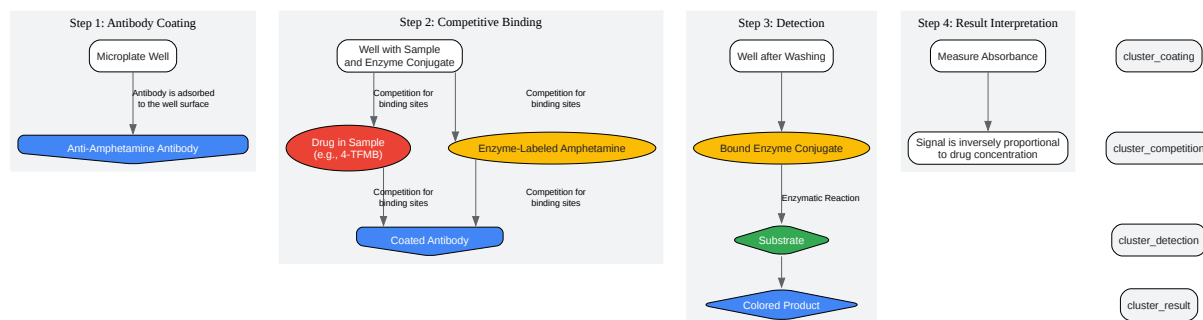 Step 1: Antibody Coating
Microplate Well
Antibody is adsorbed
to the well surface
Anti-Amphetamine Antibody
Step 2: Competitive Binding
Well with Sample
and Enzyme Conjugate
Competition for
binding sites
Competition for
binding sites
Drug in Sample
(e.g., 4-TFMB)
Enzyme-Labeled Amphetamine
Competition for
binding sites
Competition for
binding sites
Coated Antibody
Step 3: Detection
Well after Washing
Bound Enzyme Conjugate
Enzymatic Reaction
Substrate
Colored Product
Step 4: Result Interpretation
Measure Absorbance
Signal is inversely proportional
to drug concentration
cluster_coating
cluster_competition
cluster_detection
cluster_result